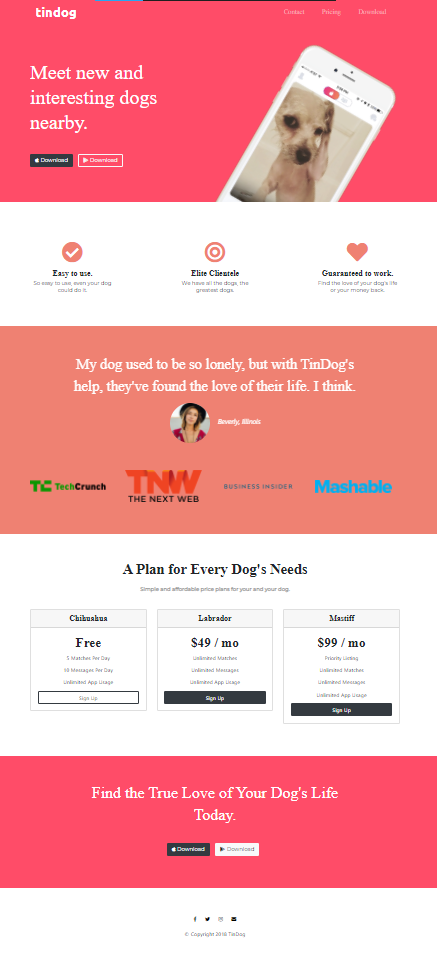 tindog
Contact Pricing Download
Meet new and
interesting dogs
nearby.
Download Download
Easy to use.
So easy to use, even your dog
could do it.
Elite Clientele
We have all the dogs, the
greatest dogs.
Guaranteed to work.
Find the love of your dog's life
or your money back.
My dog used to be so lonely, but with TinDog's
help, they've found the love of their life. I think.
Beverly, Illinois
TC TechCrunch
TNW
THE NEXT WEB
BUSINESS INSIDER
Mashable
A Plan for Every Dog's Needs
Simple and affordable price plans for your and your dog.
Chihuahua
Free
5 Matches Per Day
10 Messages Per Day
Unlimited App Usage
Sign Up
Labrador
$49 / mo
Unlimited Matches
Unlimited Messages
Unlimited App Usage
Sign Up
Mastiff
$99 / mo
Priority Listing
Unlimited Matches
Unlimited Messages
Unlimited App Usage
Sign Up
Find the True Love of Your Dog's Life
Today.
Download Download
© Copyright 2018 TinDog